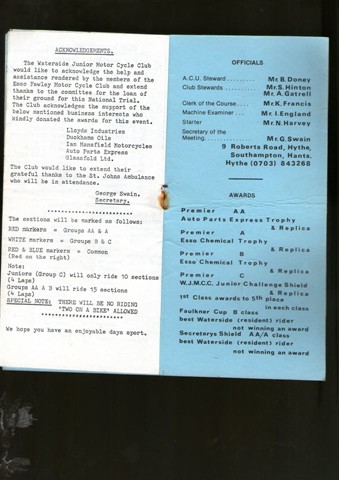 ACKNOWLEDGEMENTS.
The Waterside Junior Motor Cycle Club
would like to acknowledge the help and
assistance rendered by the members of the
Esso Fawley Motor Cycle Club and extend
thanks to the committee for the loan of
their ground for this National Trial.
The Club acknowledges the support of the
below mentioned business interests who
kindly donated the awards for this event.
Lloyds Industries
Duckhams Oils
Ian Hansfield Motorcycles
Auto Parts Express
Glassfold Ltd.
The Club would like to extend their
grateful thanks to the St. Johns Ambulance
who will be in attendance.
George Swain.
Secretary.
************************
The sections will be marked as follows:
RED markers = Groups AA & A
WHITE markers = Groups B & C
RED & BLUE markers = Common
(Red on the right)
Note:
Juniors (Group C) will only ride 10 sections
(4 Laps)
Groups AA A B will ride 15 sections
(4 Laps)
SPECIAL NOTE: THERE WILL BE NO RIDING
"TWO ON A BIKE" ALLOWED
************************
We hope you have an enjoyable days sport.
OFFICIALS
A.C.U. Steward ......... Mr.B.Doney
Club Stewards ......... Mr.S.Hinton
Mr.A.Gatrell
Clerk of the Course.... Mr.K.Francis
Machine Examiner ... Mr.I.England
Starter Mr.N.Harvey
Secretary of the
Meeting.............. Mr.G.Swain
9 Roberts Road, Hythe,
Southampton, Hants.
Hythe (0703) 843268
AWARDS
Premier AA
Auto Parts Express Trophy
& Replica
Premier A
Esso Chemical Trophy
& Replica
Premier B
Esso Chemical Trophy
& Replica
Premier C
W.J.M.C.C. Junior Challenge Shield
& Replica
1st Class awards to 5th place
in each class
Faulkner Cup B class
best Waterside (resident) rider
not winning an award
Secretarys Shield AA/A class
best Waterside (resident) rider
not winning an award